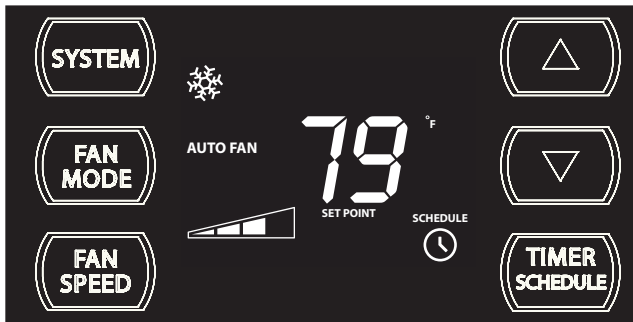 SYSTEM
FAN
MODE
FAN
SPEED
AUTO FAN
79 °F
SET POINT
SCHEDULE
TIMER
SCHEDULE